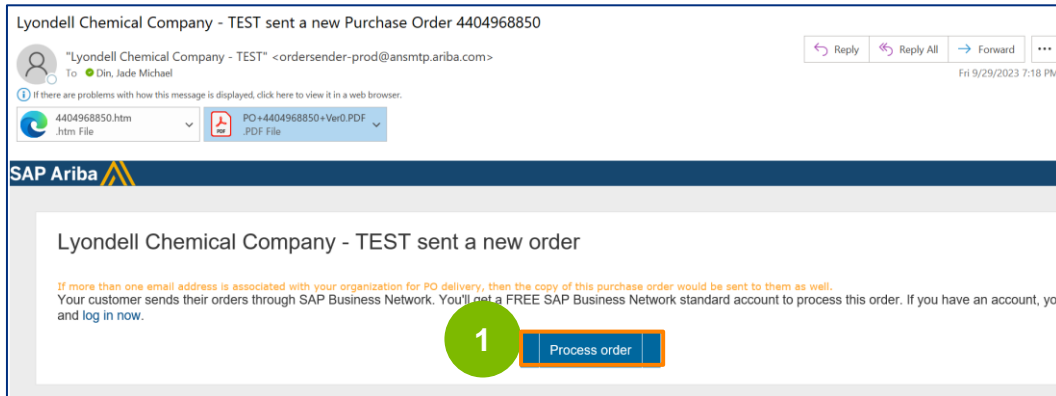 Lyondell Chemical Company - TEST sent a new Purchase Order 4404968850
"Lyondell Chemical Company - TEST" <ordersender-prod@ansmtp.ariba.com>
To Din, Jade Michael
Reply
Reply All
Forward
Fri 9/29/2023 7:18 PM
If there are problems with how this message is displayed, click here to view it in a web browser.
4404968850.htm
.htm File
PDF
PO+4404968850+Ver0.PDF
.PDF File
SAP Ariba
Lyondell Chemical Company - TEST sent a new order
If more than one email address is associated with your organization for PO delivery, then the copy of this purchase order would be sent to them as well.
Your customer sends their orders through SAP Business Network. You'll get a FREE SAP Business Network standard account to process this order. If you have an account, yo
and log in now.
1
Process order